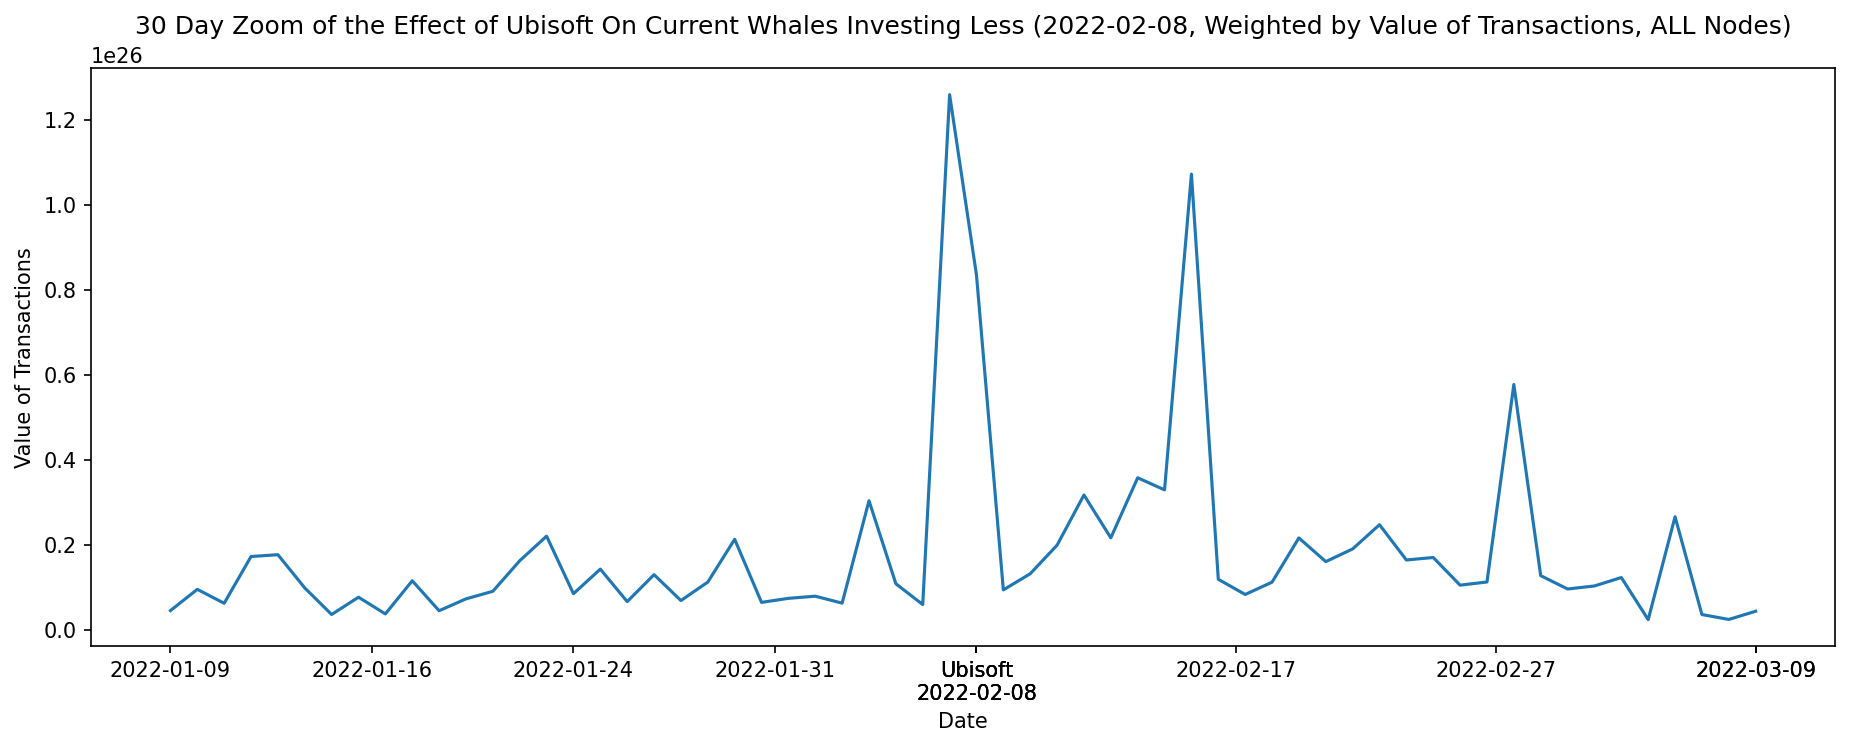 30 Day Zoom of the Effect of Ubisoft On Current Whales Investing Less (2022-02-08, Weighted by Value of Transactions, ALL Nodes)
1e26
1.2
1.0
0.8
0.6
0.4
0.2
0.0
Value of Transactions
2022-01-09 2022-01-16 2022-01-24 2022-01-31 Ubisoft 2022-02-17 2022-02-27 2022-03-09
2022-02-08
Date